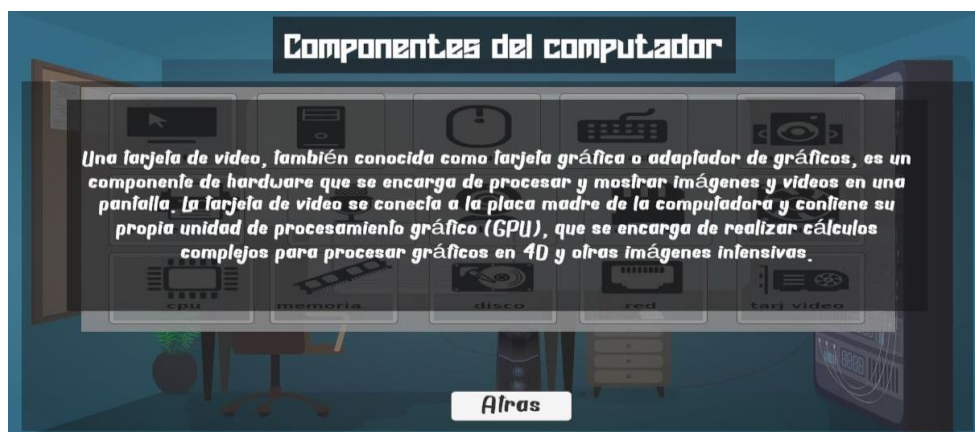 Componentes del computador
Una tarjeta de video, también conocida como tarjeta gráfica o adaptador de gráficos, es un
componente de hardware que se encarga de procesar y mostrar imágenes y videos en una
pantalla. La tarjeta de video se conecta a la placa madre de la computadora y contiene su
propia unidad de procesamiento gráfico (GPU), que se encarga de realizar cálculos
complejos para procesar gráficos en 4D y otras imágenes intensivas.
cpu memoria disco red tarj video
Atras